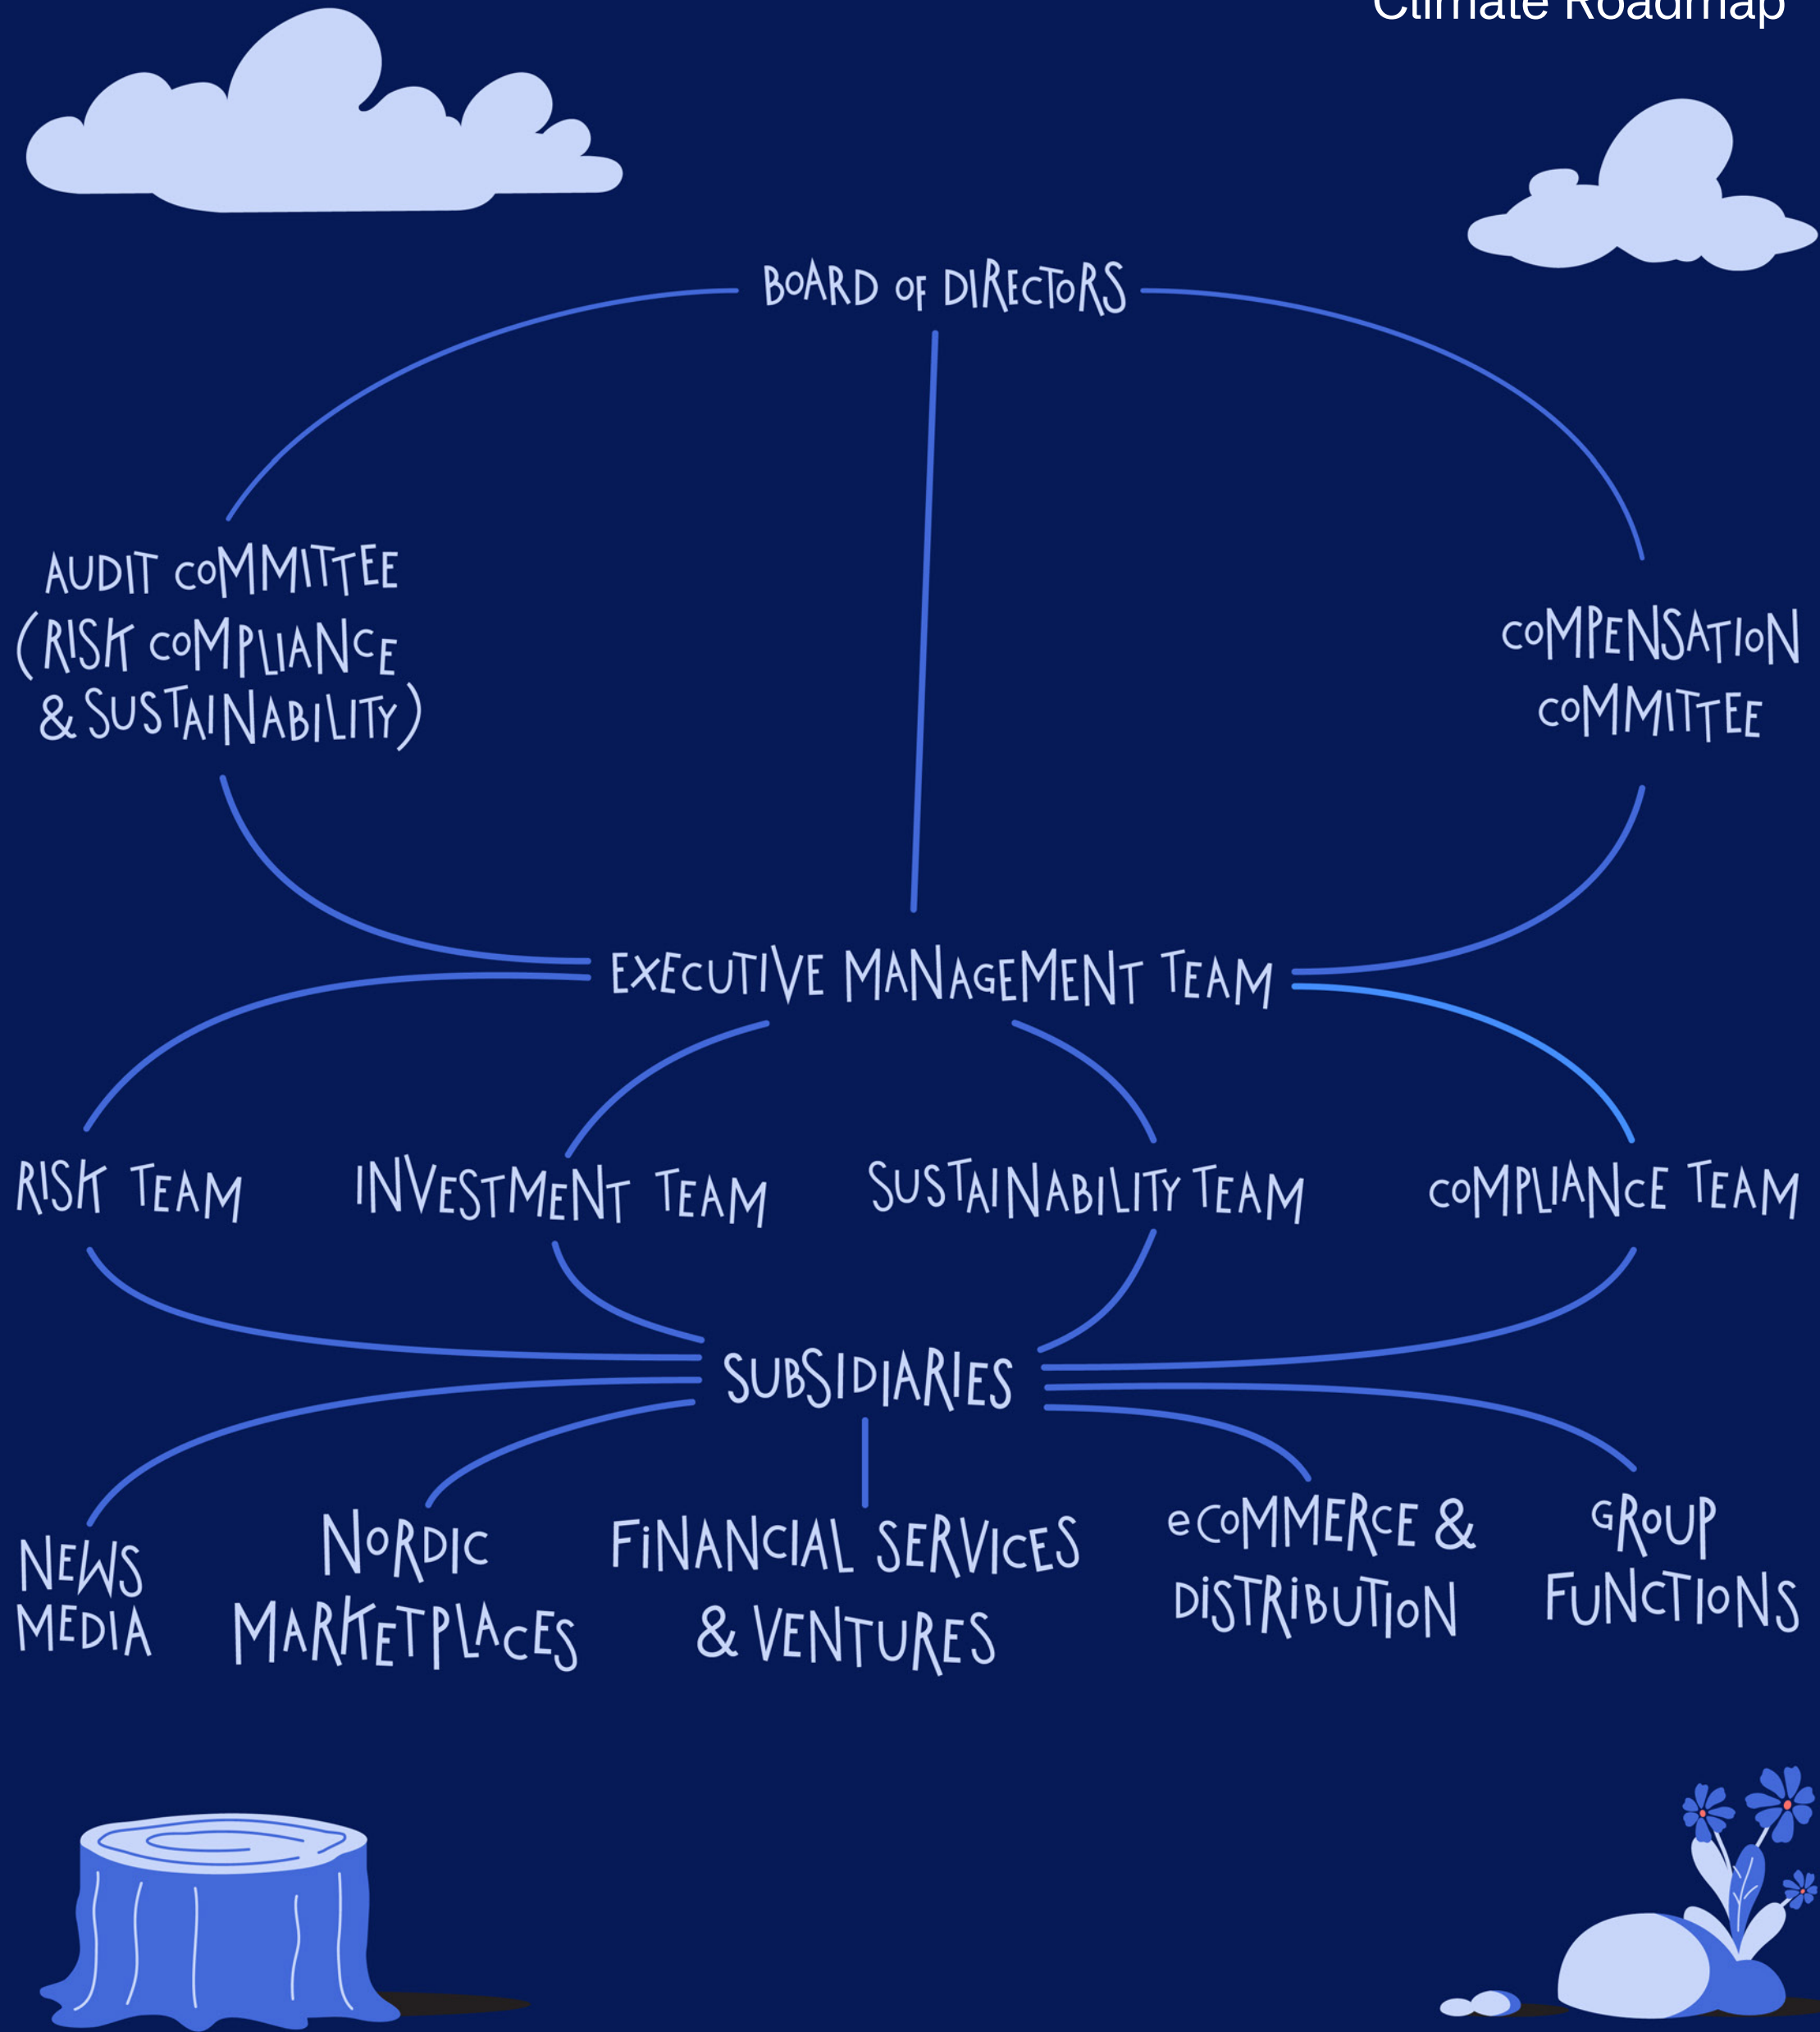 Climate Roadmap
BOARD OF DIRECTORS
AUDIT COMMITTEE
(RISK COMPLIANCE
& SUSTAINABILITY)
COMPENSATION
COMMITTEE
EXECUTIVE MANAGEMENT TEAM
RISK TEAM
INVESTMENT TEAM
SUSTAINABILITY TEAM
COMPLIANCE TEAM
SUBSIDIARIES
NEWS
MEDIA
NORDIC
MARKETPLACES
FINANCIAL SERVICES
& VENTURES
eCOMMERCE &
DISTRIBUTION
GROUP
FUNCTIONS